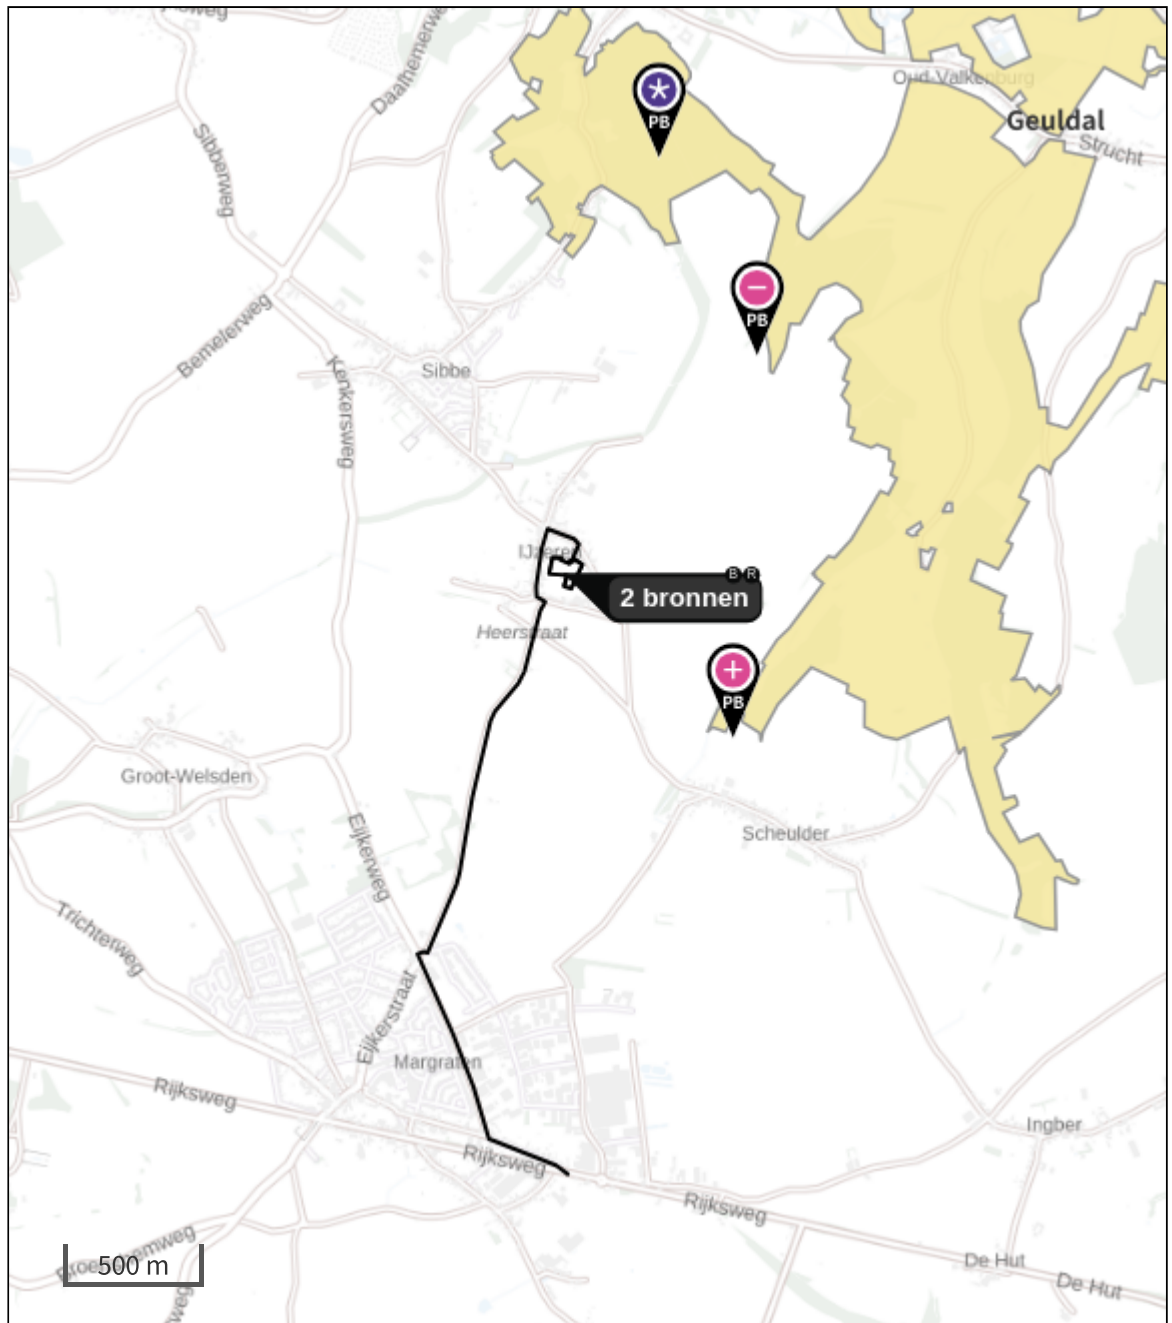 Daalhemerweg
Oud-Valkenburg
Geuldal
Strucht
PB
Sibberweg
PB
Bemelerweg
Sibbe
Kenkersweg
IJzeren
B R
2 bronnen
Heerstraat
PB
Groot-Welsden
Scheulder
Eijkerweg
Trichterweg
Eijkerstraat
Margraten
Rijksweg
Ingber
Rijksweg
Rijksweg
De Hut
De Hut
500 m